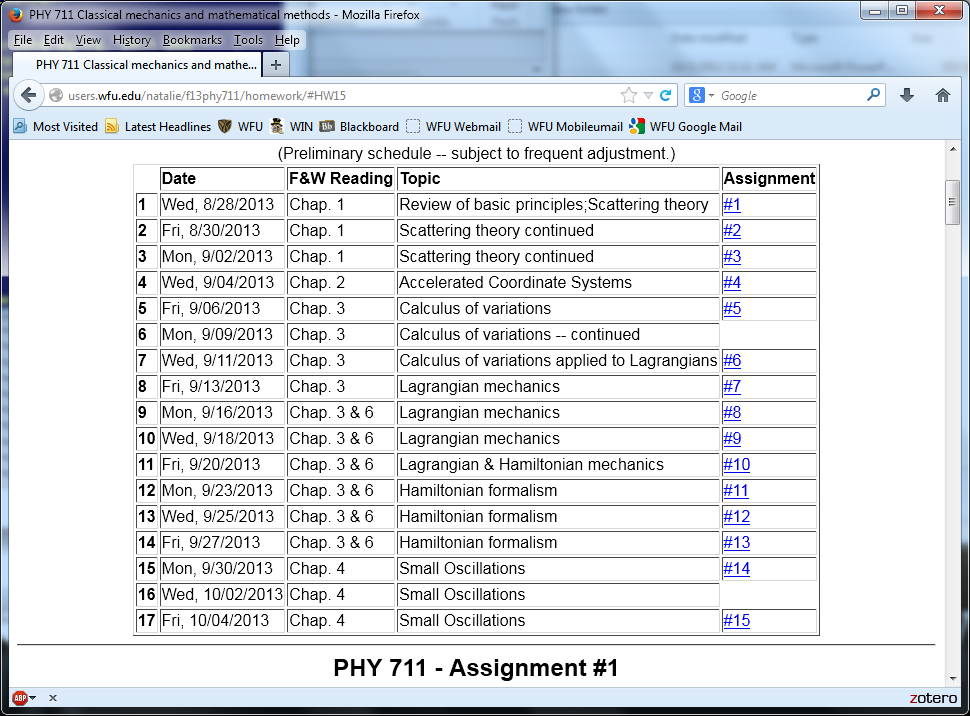 PHY 711 Classical mechanics and mathematical methods - Mozilla Firefox
File Edit View History Bookmarks Tools Help
PHY 711 Classical mechanics and mathe... +
users.wfu.edu/natalie/f13phy711/homework/#HW15 8 Google
Most Visited Latest Headlines WFU WIN Bb Blackboard WFU Webmail WFU Mobileumail WFU Google Mail
(Preliminary schedule -- subject to frequent adjustment.)
Date F&W Reading Topic Assignment
1 Wed, 8/28/2013 Chap. 1 Review of basic principles;Scattering theory #1
2 Fri, 8/30/2013 Chap. 1 Scattering theory continued #2
3 Mon, 9/02/2013 Chap. 1 Scattering theory continued #3
4 Wed, 9/04/2013 Chap. 2 Accelerated Coordinate Systems #4
5 Fri, 9/06/2013 Chap. 3 Calculus of variations #5
6 Mon, 9/09/2013 Chap. 3 Calculus of variations -- continued
7 Wed, 9/11/2013 Chap. 3 Calculus of variations applied to Lagrangians #6
8 Fri, 9/13/2013 Chap. 3 Lagrangian mechanics #7
9 Mon, 9/16/2013 Chap. 3 & 6 Lagrangian mechanics #8
10 Wed, 9/18/2013 Chap. 3 & 6 Lagrangian mechanics #9
11 Fri, 9/20/2013 Chap. 3 & 6 Lagrangian & Hamiltonian mechanics #10
12 Mon, 9/23/2013 Chap. 3 & 6 Hamiltonian formalism #11
13 Wed, 9/25/2013 Chap. 3 & 6 Hamiltonian formalism #12
14 Fri, 9/27/2013 Chap. 3 & 6 Hamiltonian formalism #13
15 Mon, 9/30/2013 Chap. 4 Small Oscillations #14
16 Wed, 10/02/2013 Chap. 4 Small Oscillations
17 Fri, 10/04/2013 Chap. 4 Small Oscillations #15
PHY 711 - Assignment #1
ABP x zotero